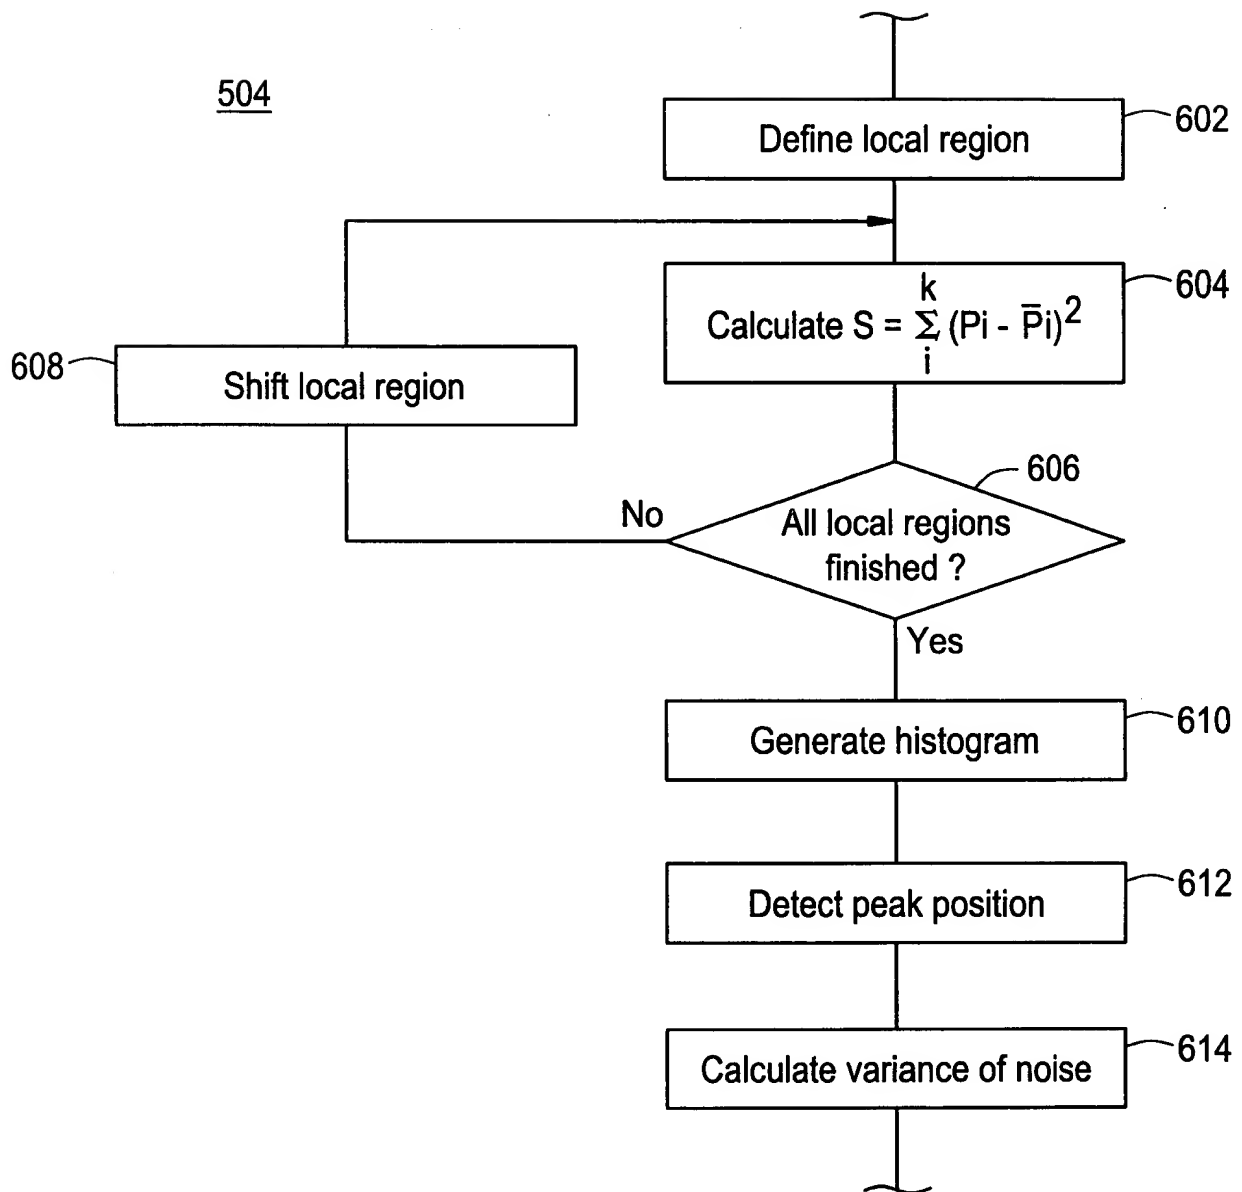 504
Define local region
602
k
Calculate S = Σ (Pi - P̅i)²
i
604
608
Shift local region
606
All local regions
finished ?
No
Yes
Generate histogram
610
Detect peak position
612
Calculate variance of noise
614